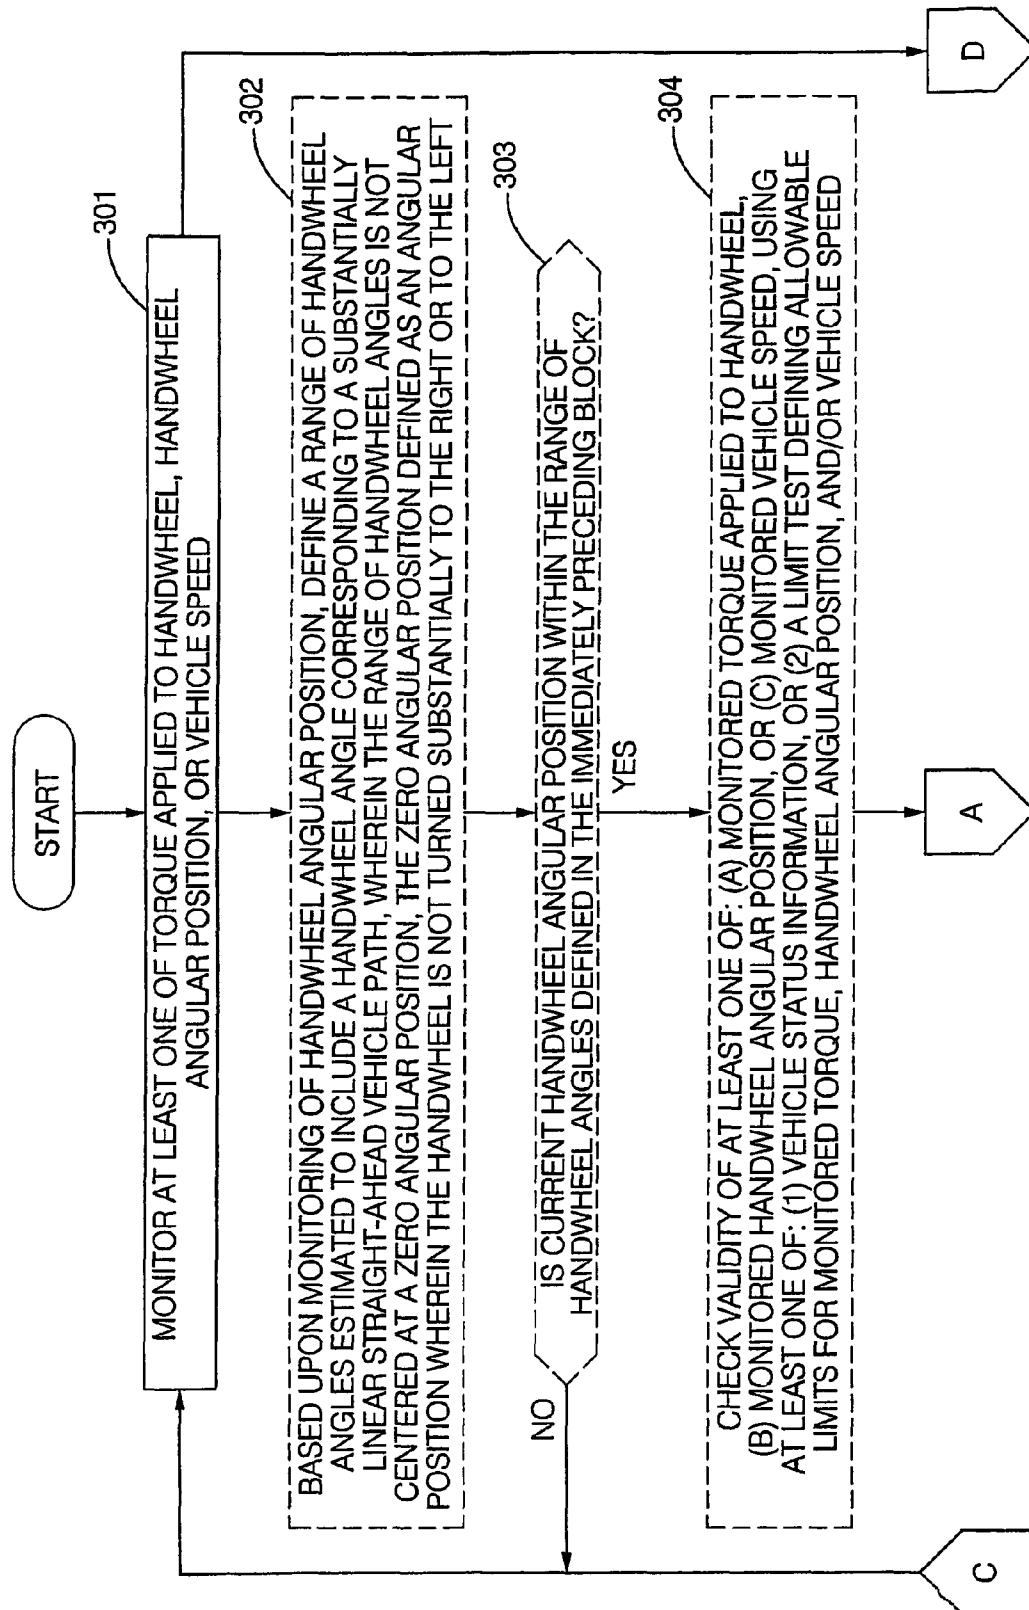 START
301
MONITOR AT LEAST ONE OF TORQUE APPLIED TO HANDWHEEL, HANDWHEEL
ANGULAR POSITION, OR VEHICLE SPEED
302
BASED UPON MONITORING OF HANDWHEEL ANGULAR POSITION, DEFINE A RANGE OF HANDWHEEL
ANGLES ESTIMATED TO INCLUDE A HANDWHEEL ANGLE CORRESPONDING TO A SUBSTANTIALLY
LINEAR STRAIGHT-AHEAD VEHICLE PATH, WHEREIN THE RANGE OF HANDWHEEL ANGLES IS NOT
CENTERED AT A ZERO ANGULAR POSITION, THE ZERO ANGULAR POSITION DEFINED AS AN ANGULAR
POSITION WHEREIN THE HANDWHEEL IS NOT TURNED SUBSTANTIALLY TO THE RIGHT OR TO THE LEFT
303
IS CURRENT HANDWHEEL ANGULAR POSITION WITHIN THE RANGE OF
HANDWHEEL ANGLES DEFINED IN THE IMMEDIATELY PRECEDING BLOCK?
NO
YES
304
CHECK VALIDITY OF AT LEAST ONE OF: (A) MONITORED TORQUE APPLIED TO HANDWHEEL,
(B) MONITORED HANDWHEEL ANGULAR POSITION, OR (C) MONITORED VEHICLE SPEED, USING
AT LEAST ONE OF: (1) VEHICLE STATUS INFORMATION, OR (2) A LIMIT TEST DEFINING ALLOWABLE
LIMITS FOR MONITORED TORQUE, HANDWHEEL ANGULAR POSITION, AND/OR VEHICLE SPEED
C
A
D